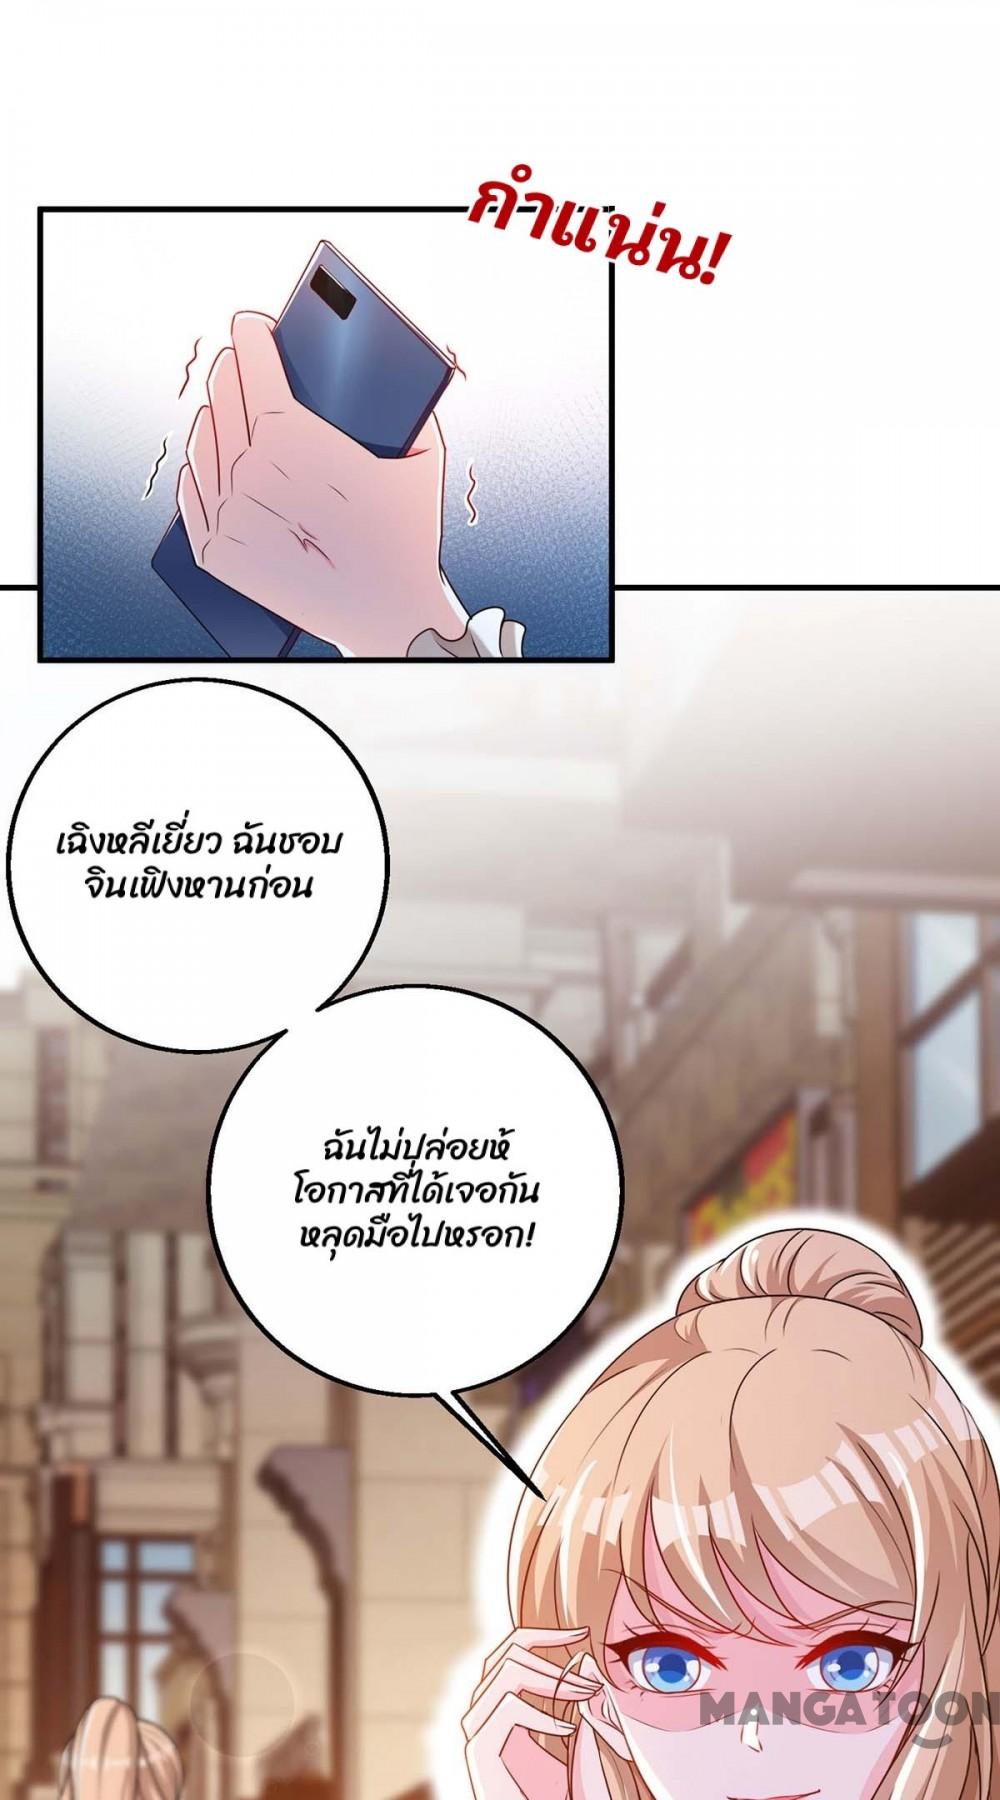 กำแน่น!
เฉิงหลีเยี่ยว ฉันชอบ
จินเฟิงหานก่อน
ฉันไม่ปล่อยห้
โอกาสที่ได้เจอกัน
หลุดมือไปหรอก!
MANGATOON